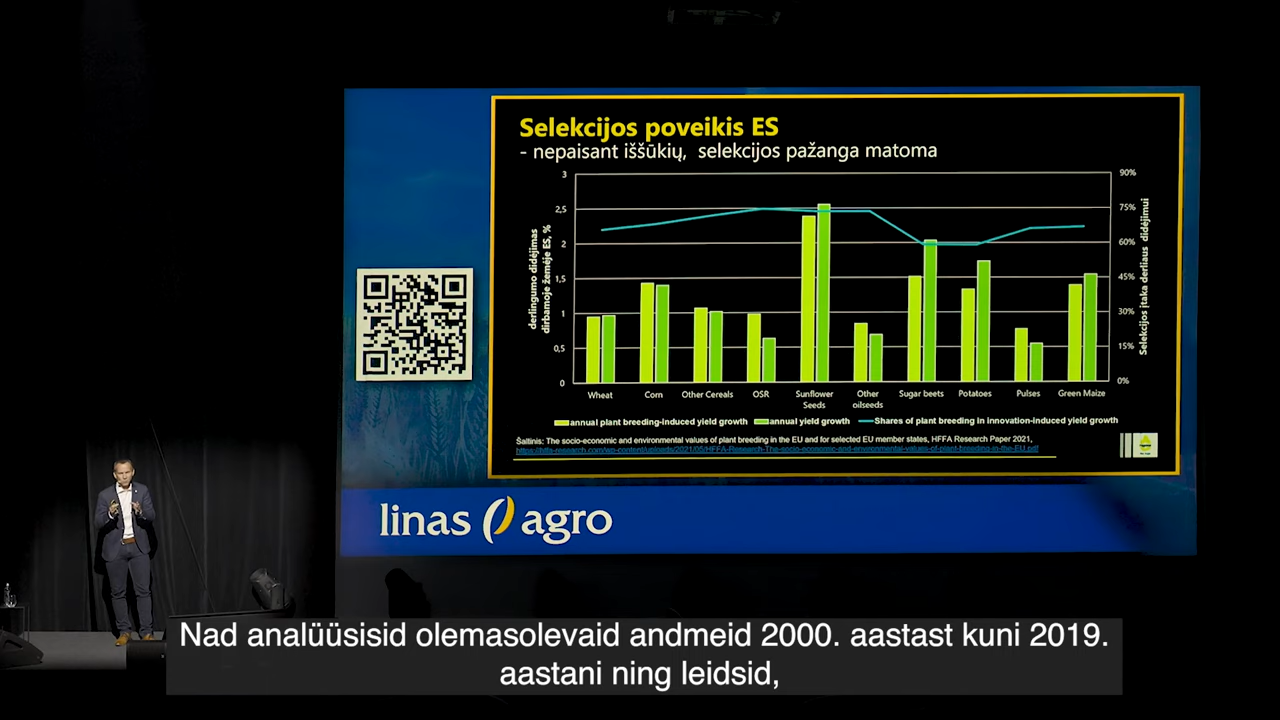 Selekcijos poveikis ES
- nepaisant iššūkių, selekcijos pažanga matoma
derlingumo didėjimas
dirbamoje žemėje ES, %
3
2,5
2
1,5
1
0,5
0
90%
75%
60%
45%
30%
15%
0%
Selekcijos įtaka derliaus didėjimui
Wheat
Corn
Other Cereals
OSR
Sunflower
Seeds
Other
oilseeds
Sugar beets
Potatoes
Pulses
Green Maize
annual plant breeding-induced yield growth
annual yield growth
Shares of plant breeding in innovation-induced yield growth
Šaltinis: The socio-economic and environmental values of plant breeding in the EU and for selected EU member states, HFFA Research Paper 2021,
https://hffa-research.com/wp-content/uploads/2021/05/HFFA-Research-The-socio-economic-and-environmental-values-of-plant-breeding-in-the-EU.pdf
linas agro
Nad analüüsisid olemasolevaid andmeid 2000. aastast kuni 2019.
aastani ning leidsid,